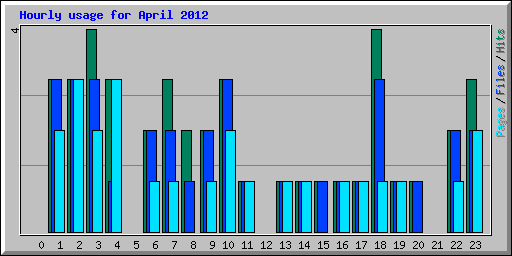 Hourly usage for April 2012
4
Pages/Files/Hits
0 1 2 3 4 5 6 7 8 9 10 11 12 13 14 15 16 17 18 19 20 21 22 23